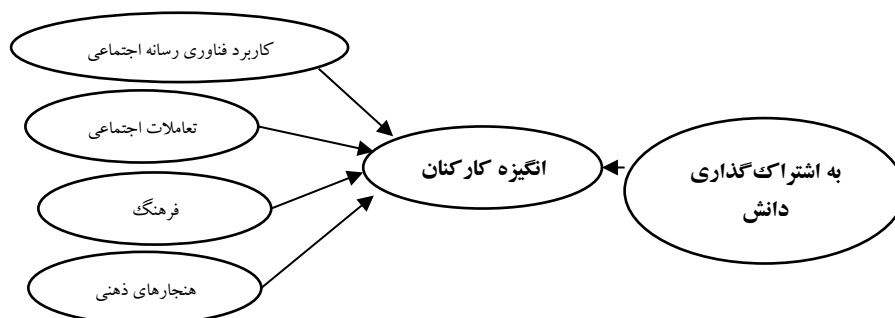 کاربرد فناوری رسانه اجتماعی
تعاملات اجتماعی
انگیزه کارکنان
به اشتراک‌گذاری
دانش
فرهنگ
هنجارهای ذهنی